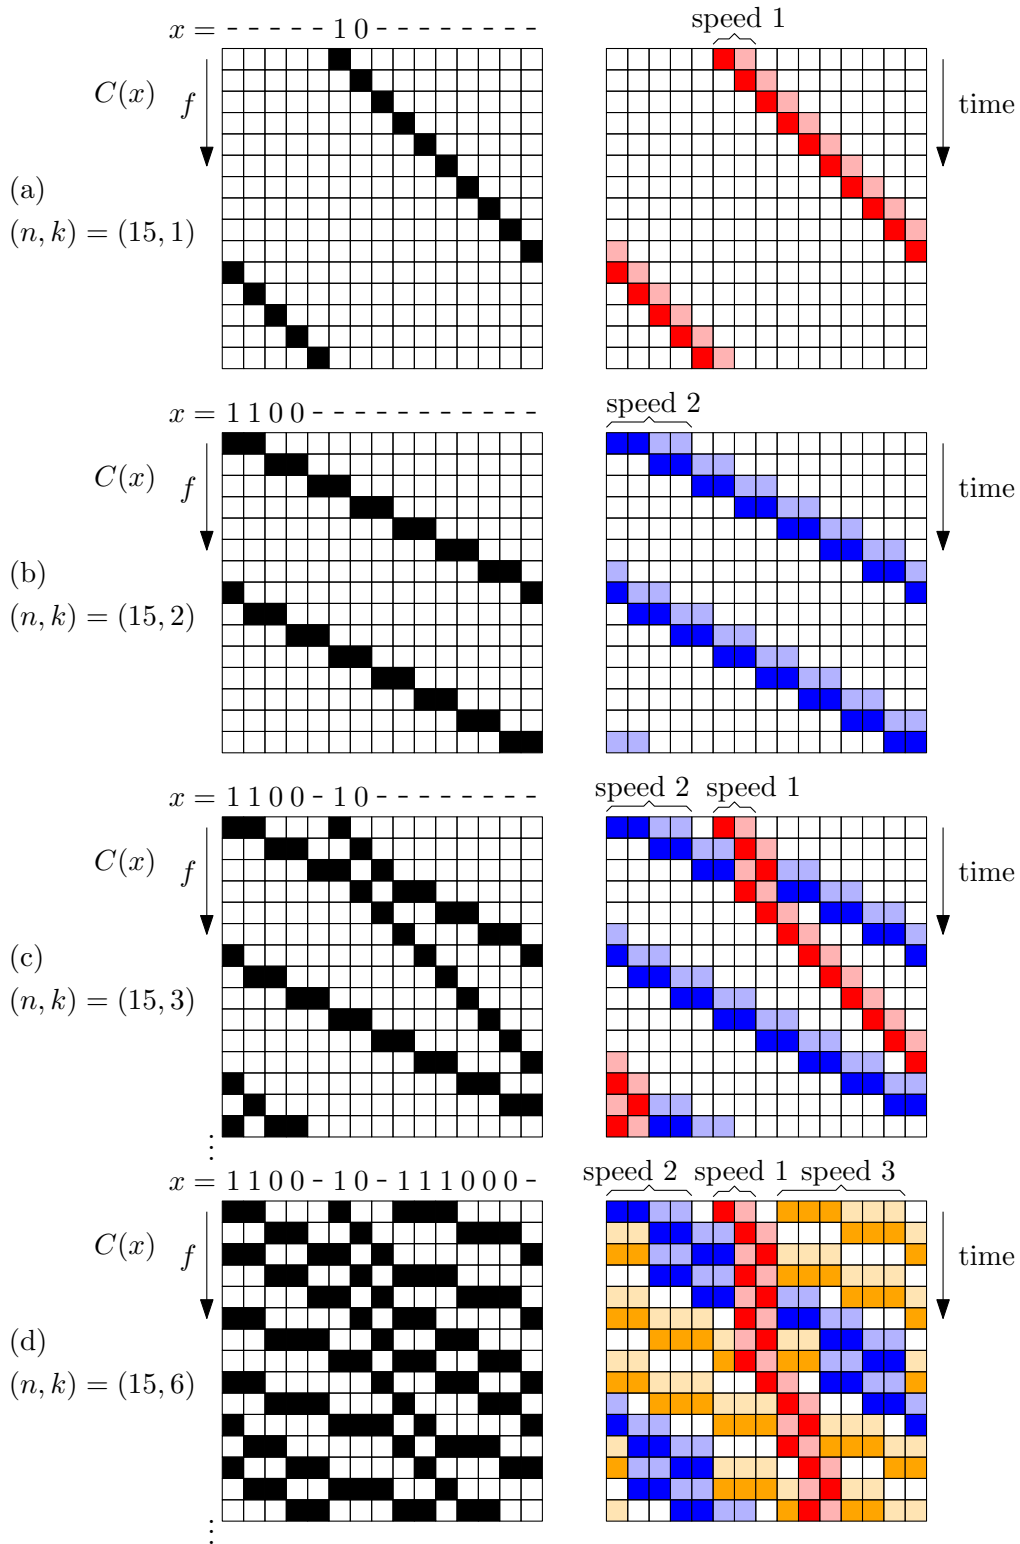 x = - - - - - 1 0 - - - - - - - -
speed 1
C(x)
f
time
(a)
(n, k) = (15, 1)
x = 1 1 0 0 - - - - - - - - - - -
speed 2
C(x)
f
time
(b)
(n, k) = (15, 2)
x = 1 1 0 0 - 1 0 - - - - - - - -
speed 2 speed 1
C(x)
f
time
(c)
(n, k) = (15, 3)
⋮
x = 1 1 0 0 - 1 0 - 1 1 1 0 0 0 -
speed 2 speed 1 speed 3
C(x)
f
time
(d)
(n, k) = (15, 6)
⋮